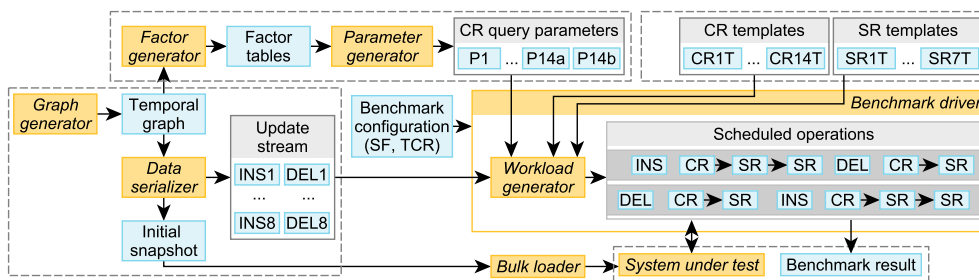 Factor
generator
Factor
tables
Parameter
generator
CR query parameters
P1 ... P14a P14b
CR templates
CR1T ... CR14T
SR templates
SR1T ... SR7T
Graph
generator
Temporal
graph
Data
serializer
Initial
snapshot
Update
stream
INS1 DEL1
... ...
INS8 DEL8
Benchmark
configuration
(SF, TCR)
Benchmark driver
Workload
generator
Scheduled operations
INS CR SR SR DEL CR SR
DEL CR SR INS CR SR SR
Bulk loader
System under test
Benchmark result